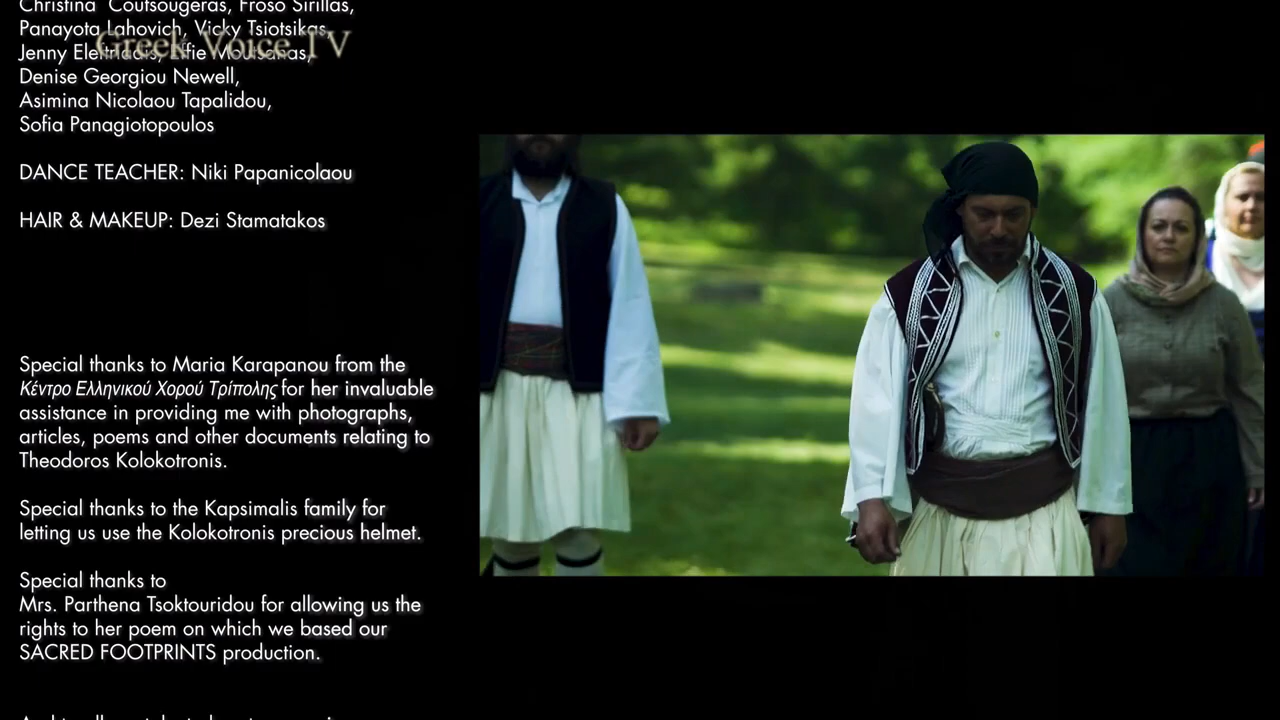 Christina Coutsougeras, Froso Sirillas,
Greek Voice TV
Panayota Lahovich, Vicky Tsiotsikas,
Jenny Eleftriadis, Effie Moutsanas,
Denise Georgiou Newell,
Asimina Nicolaou Tapalidou,
Sofia Panagiotopoulos
DANCE TEACHER: Niki Papanicolaou
HAIR & MAKEUP: Dezi Stamatakos
Special thanks to Maria Karapanou from the
Κέντρο Ελληνικού Χορού Τρίπολης for her invaluable
assistance in providing me with photographs,
articles, poems and other documents relating to
Theodoros Kolokotronis.
Special thanks to the Kapsimalis family for
letting us use the Kolokotronis precious helmet.
Special thanks to
Mrs. Parthena Tsoktouridou for allowing us the
rights to her poem on which we based our
SACRED FOOTPRINTS production.